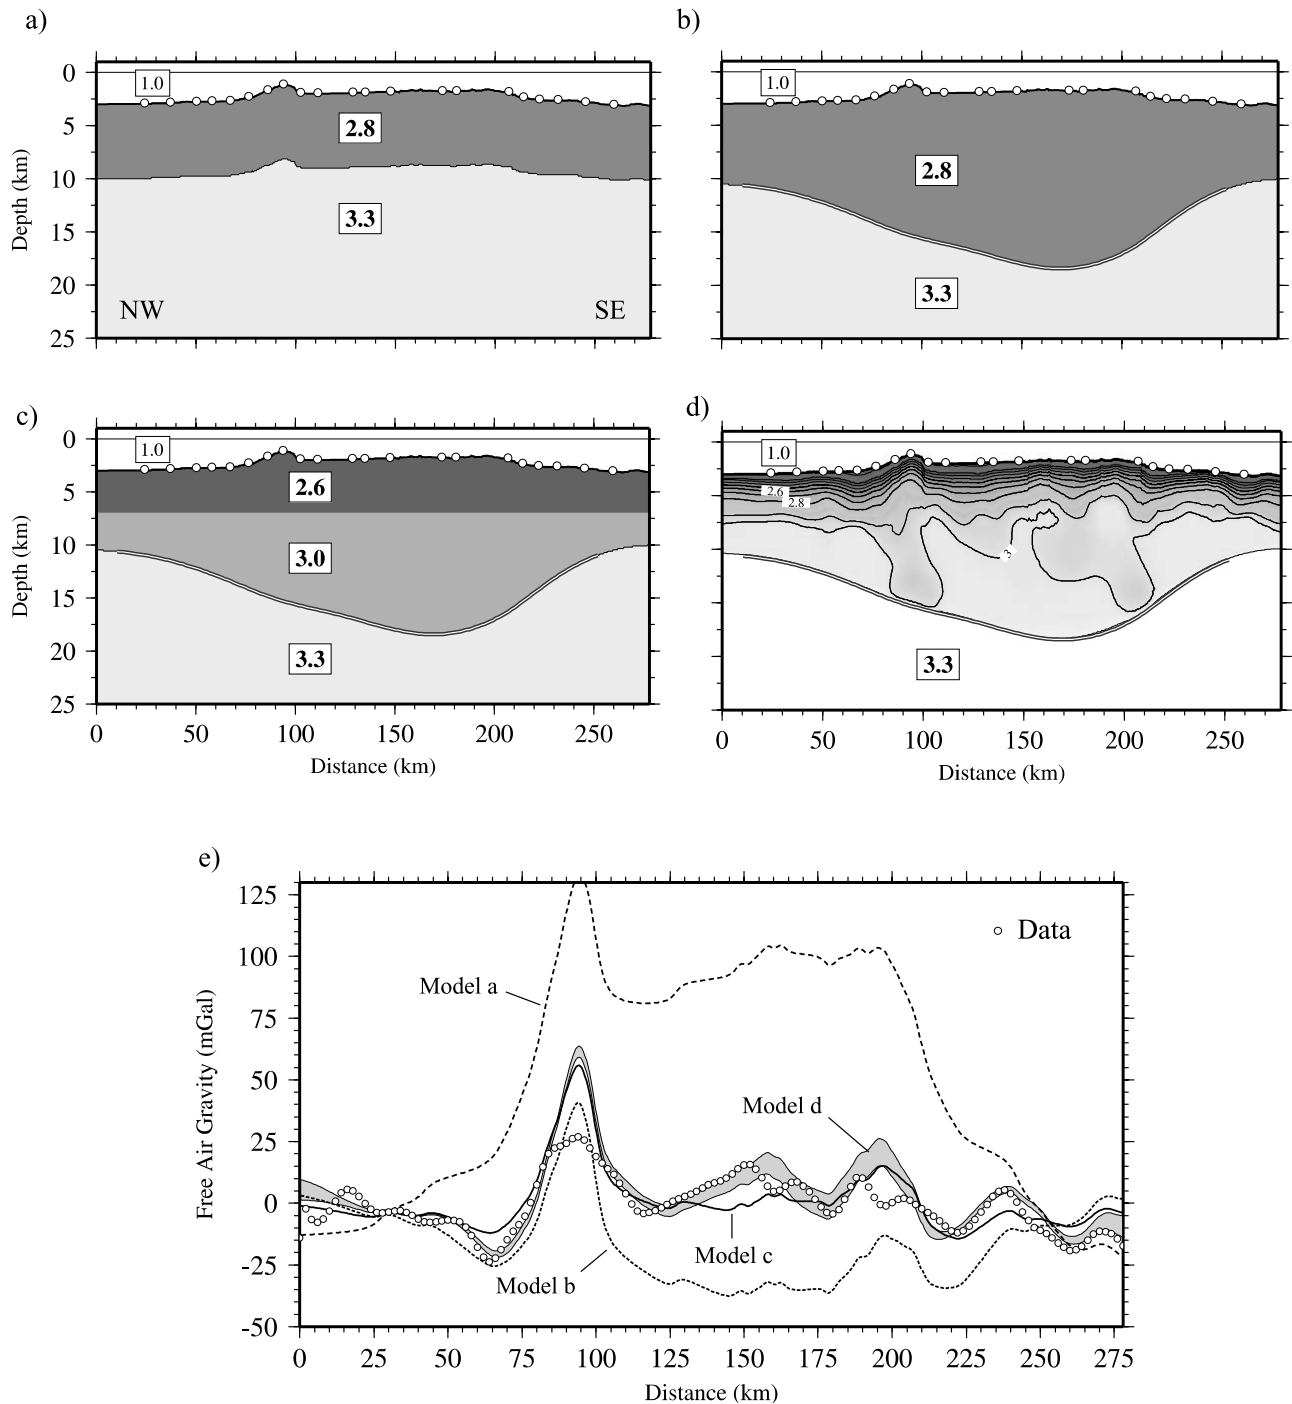 a)
b)
0
5
10
15
20
25
Depth (km)
1.0
2.8
3.3
NW
SE
1.0
2.8
3.3
c)
d)
0
5
10
15
20
25
Depth (km)
1.0
2.6
3.0
3.3
0 50 100 150 200 250
Distance (km)
1.0
2.6
2.8
3
3.3
0 50 100 150 200 250
Distance (km)
e)
125
100
75
50
25
0
-25
-50
Free Air Gravity (mGal)
Data
Model a
Model d
Model c
Model b
0 25 50 75 100 125 150 175 200 225 250 275
Distance (km)